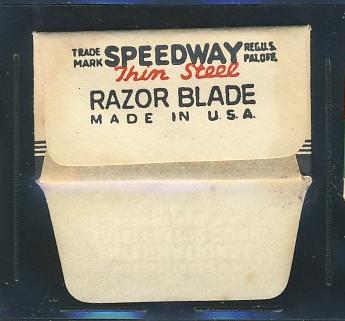 TRADE MARK SPEEDWAY REG.U.S. PAT.OFF.
Thin Steel
RAZOR BLADE
MADE IN U.S.A.